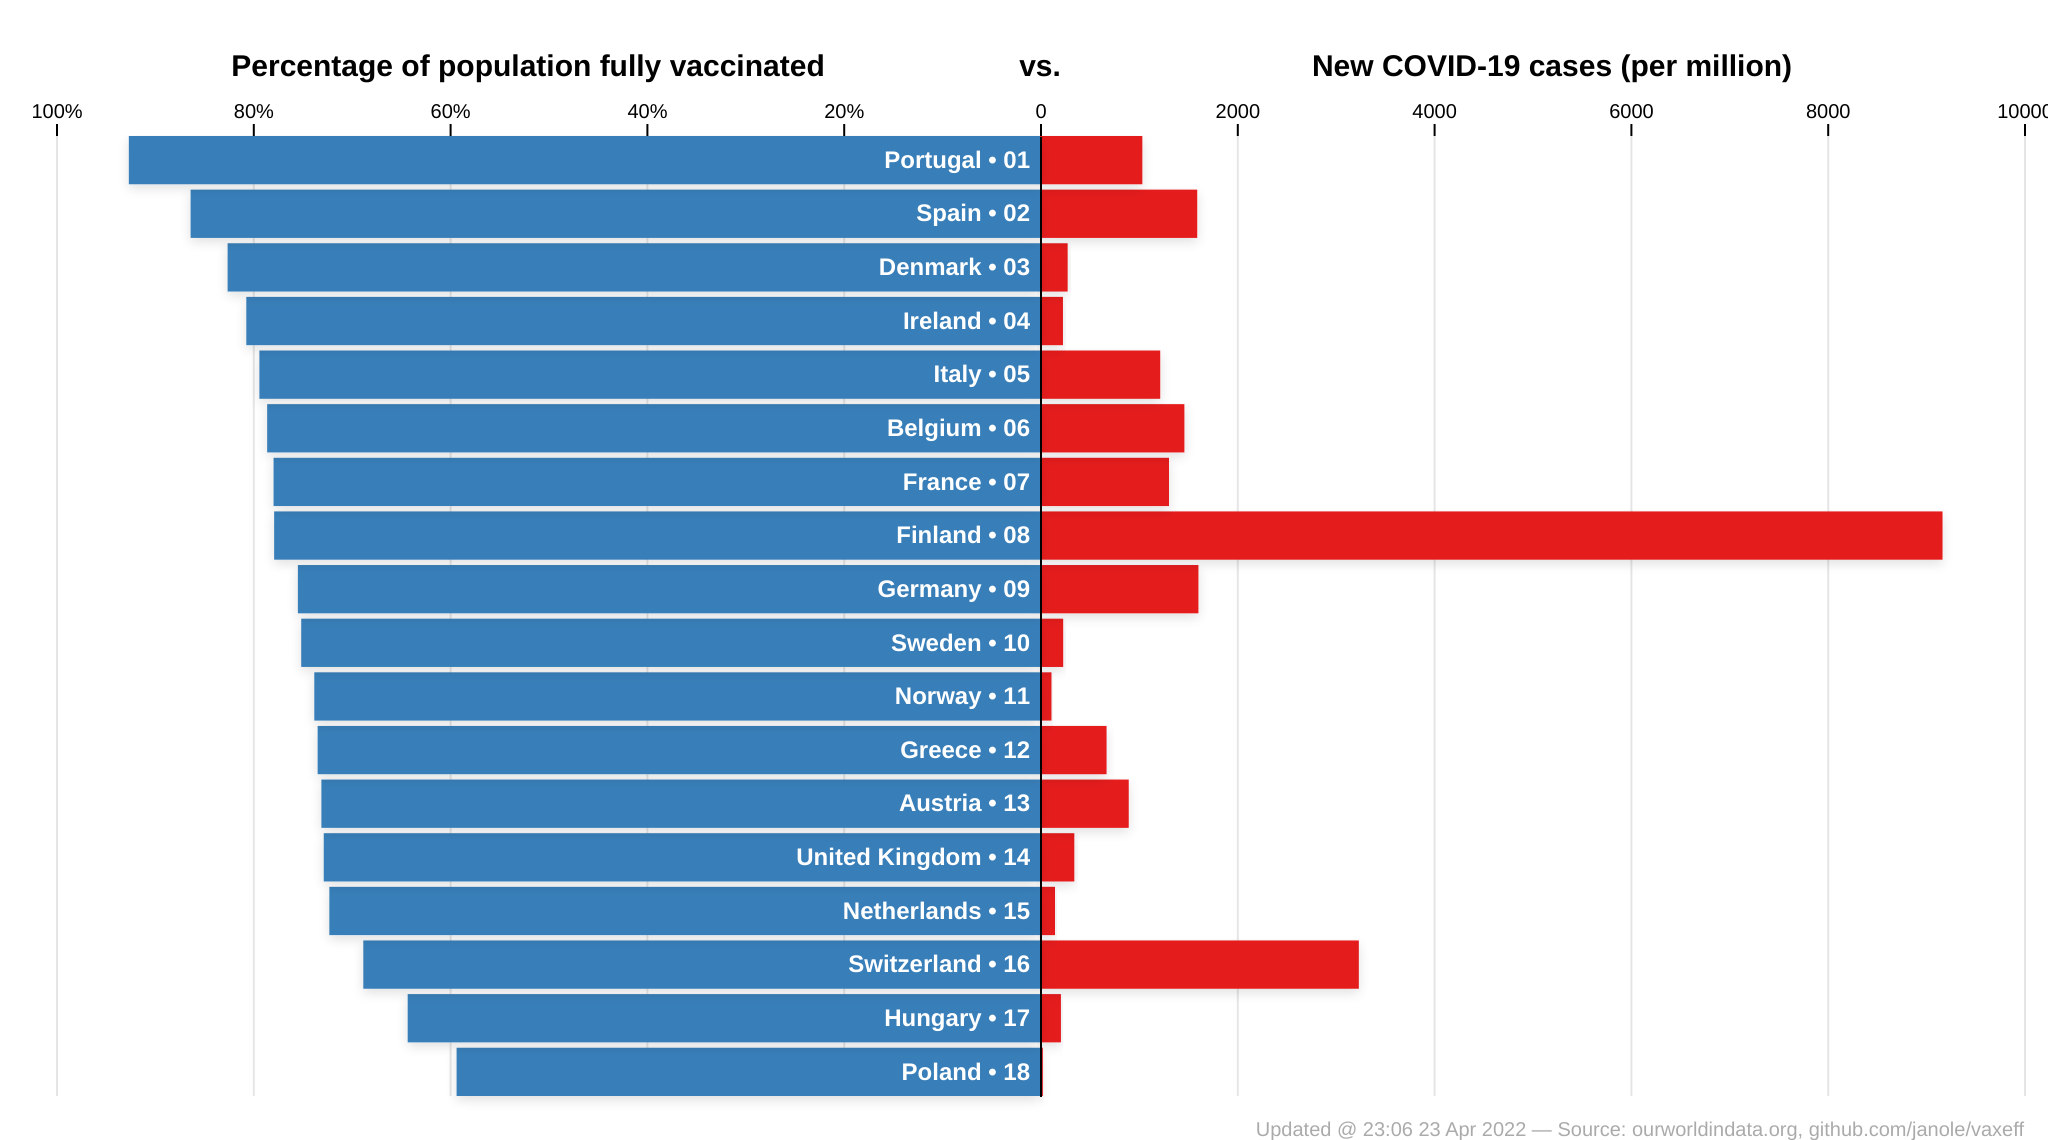 Percentage of population fully vaccinated vs. New COVID-19 cases (per million)
100% 80% 60% 40% 20% 0 2000 4000 6000 8000 10000
Portugal • 01
Spain • 02
Denmark • 03
Ireland • 04
Italy • 05
Belgium • 06
France • 07
Finland • 08
Germany • 09
Sweden • 10
Norway • 11
Greece • 12
Austria • 13
United Kingdom • 14
Netherlands • 15
Switzerland • 16
Hungary • 17
Poland • 18
Updated @ 23:06 23 Apr 2022 — Source: ourworldindata.org, github.com/janole/vaxeff